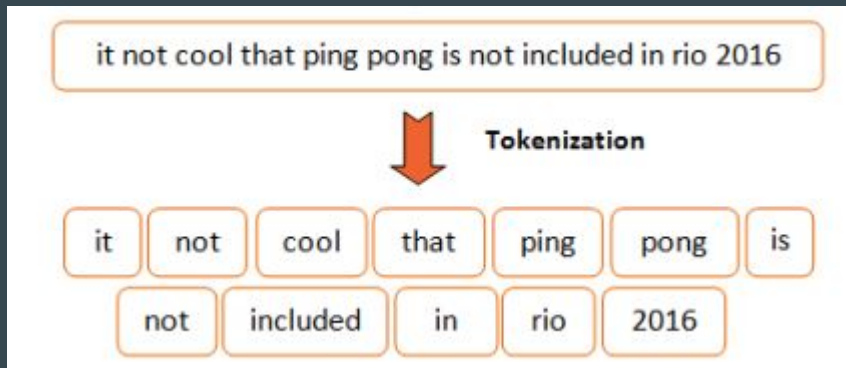 it not cool that ping pong is not included in rio 2016
Tokenization
it not cool that ping pong is
not included in rio 2016